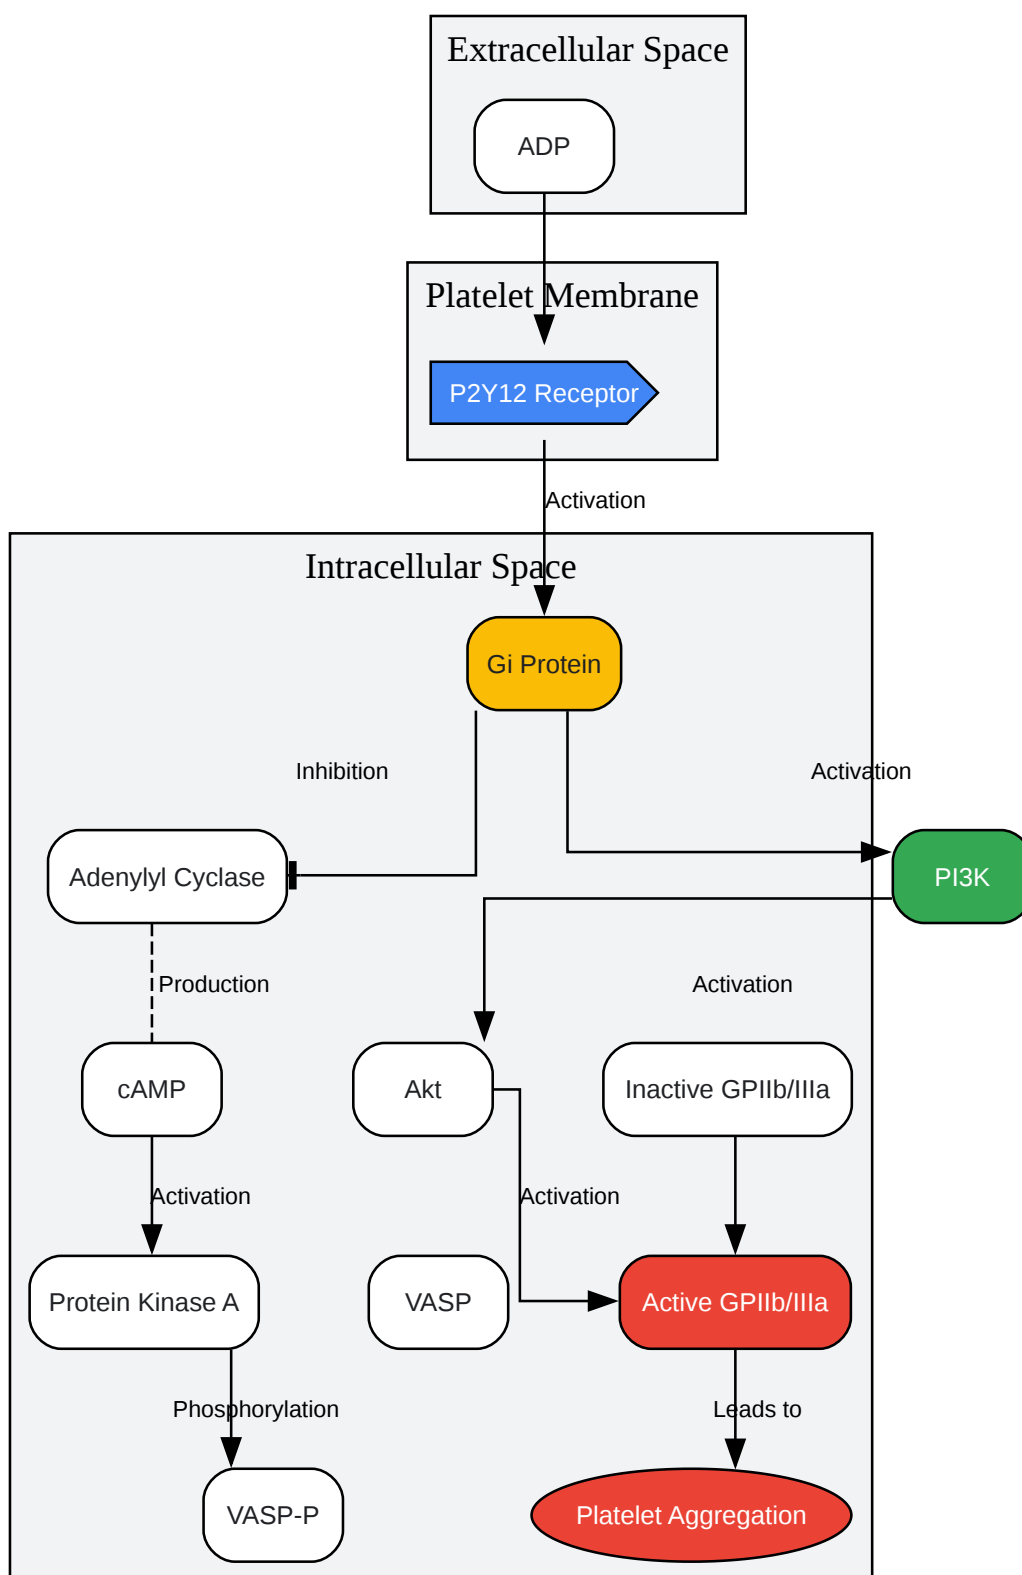 Extracellular Space
ADP
Platelet Membrane
P2Y12 Receptor
Activation
Intracellular Space
Gi Protein
Inhibition
Activation
Adenylyl Cyclase
PI3K
Production
Activation
cAMP
Akt
Inactive GPIIb/IIIa
Activation
Activation
Protein Kinase A
VASP
Active GPIIb/IIIa
Phosphorylation
Leads to
VASP-P
Platelet Aggregation